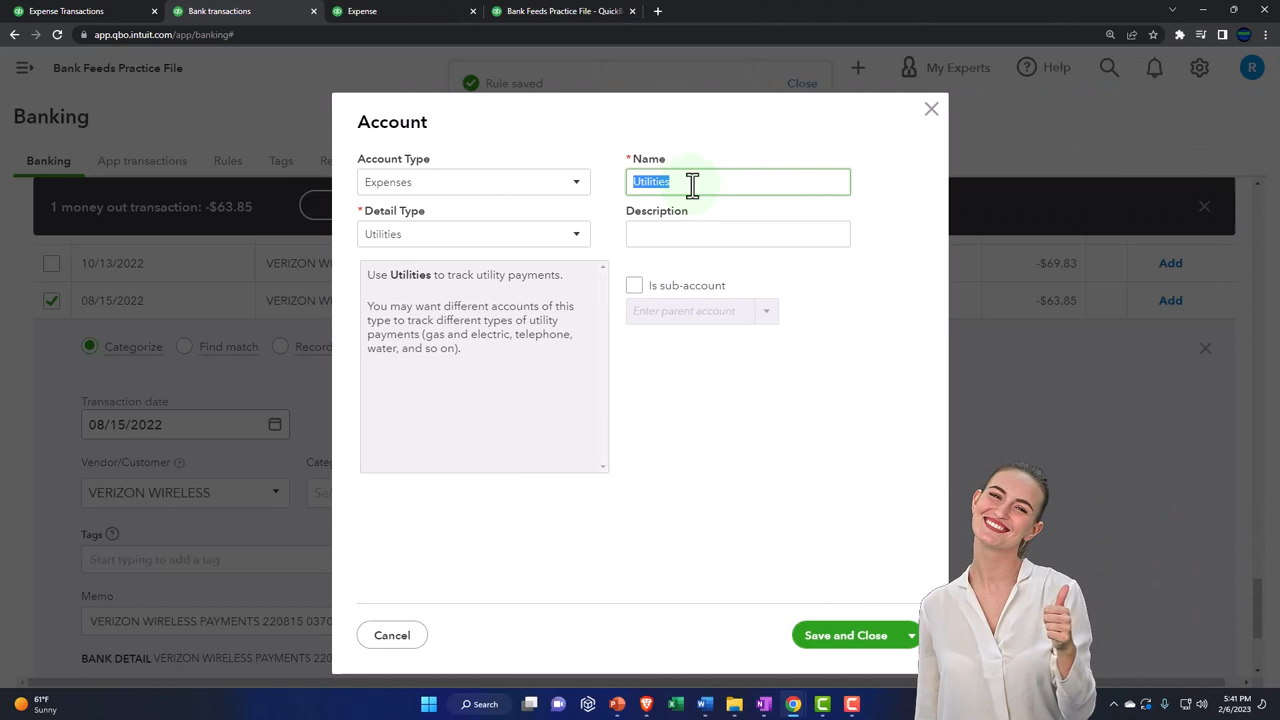 Expense Transactions
Bank transactions
Expense
Bank Feeds Practice File - Quick
app.qbo.intuit.com/app/banking#
Bank Feeds Practice File
Rule saved
Close
My Experts
Help
R
Banking
Banking
App transactions
Rules
Tags
1 money out transaction: -$63.85
10/13/2022
VERIZON WI
-$69.83
Add
08/15/2022
VERIZON WI
-$63.85
Add
Categorize
Find match
Record
Transaction date
08/15/2022
Vendor/Customer
VERIZON WIRELESS
Tags
Start typing to add a tag
Memo
VERIZON WIRELESS PAYMENTS 220815 0370
BANK DETAIL VERIZON WIRELESS PAYMENTS 220
Account
Account Type
Expenses
* Name
Utilities
* Detail Type
Utilities
Description
Use Utilities to track utility payments.
You may want different accounts of this
type to track different types of utility
payments (gas and electric, telephone,
water, and so on).
Is sub-account
Enter parent account
Cancel
Save and Close
61°F
Sunny
Search
5:41 PM
2/6/2023